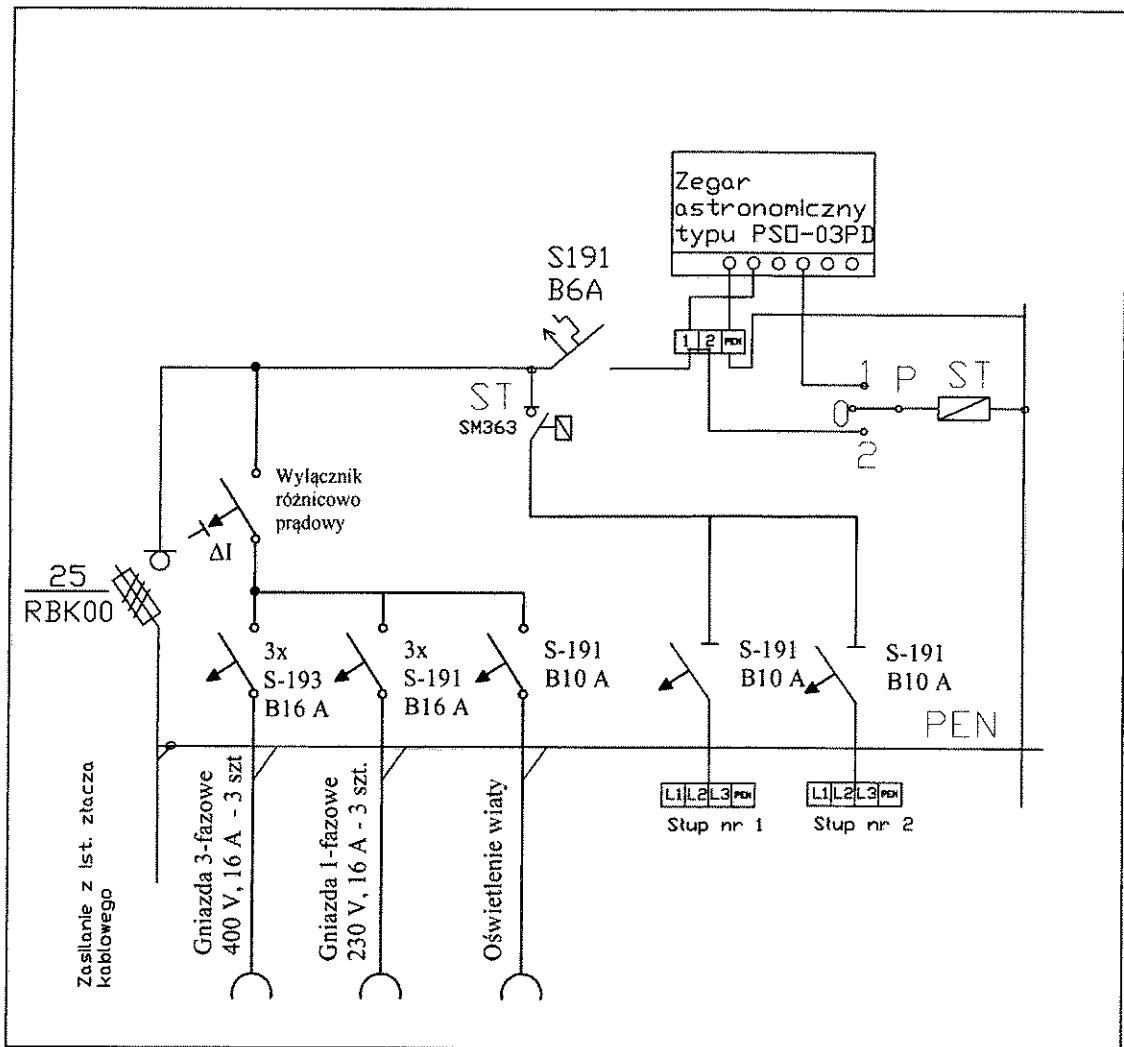 Zegar
astronomiczny
typu PSO-03PD
S191
B6A
1 2 PEN
ST
SM363
1
0
2
P
ST
Wyłącznik
różnicowo
prądowy
ΔI
25
RBK00
3x
S-193
B16 A
3x
S-191
B16 A
S-191
B10 A
S-191
B10 A
S-191
B10 A
PEN
L1 L2 L3 PEN
Słup nr 1
L1 L2 L3 PEN
Słup nr 2
Zasilanie z ist. złacza
kablowego
Gniazda 3-fazowe
400 V, 16 A - 3 szt
Gniazda 1-fazowe
230 V, 16 A - 3 szt.
Oświetlenie wiaty